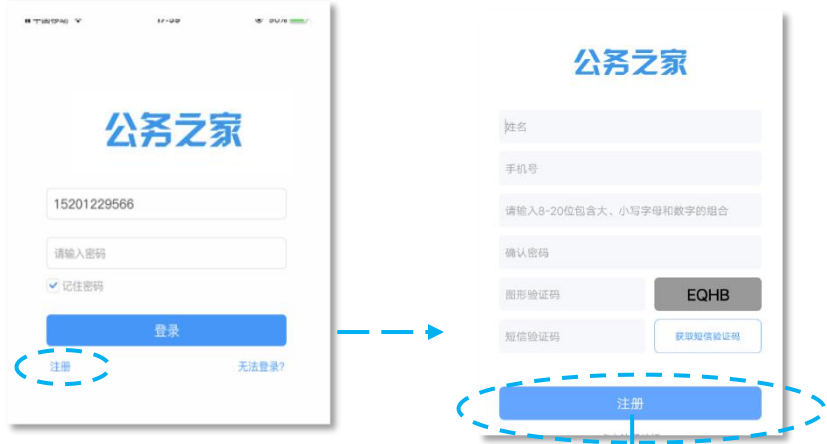 公务之家
15201229566
请输入密码
记住密码
登录
注册
无法登录?
公务之家
姓名
手机号
请输入8-20位包含大、小写字母和数字的组合
确认密码
图形验证码
EQHB
短信验证码
获取短信验证码
注册